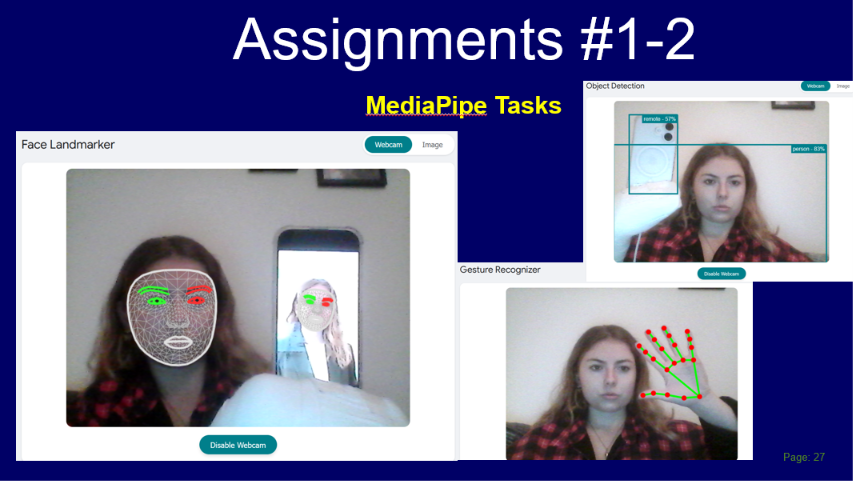 Assignments #1-2
MediaPipe Tasks
Object Detection
Webcam
Image
remote - 57%
person - 83%
Disable Webcam
Face Landmarker
Webcam
Image
Disable Webcam
Gesture Recognizer
Page: 27